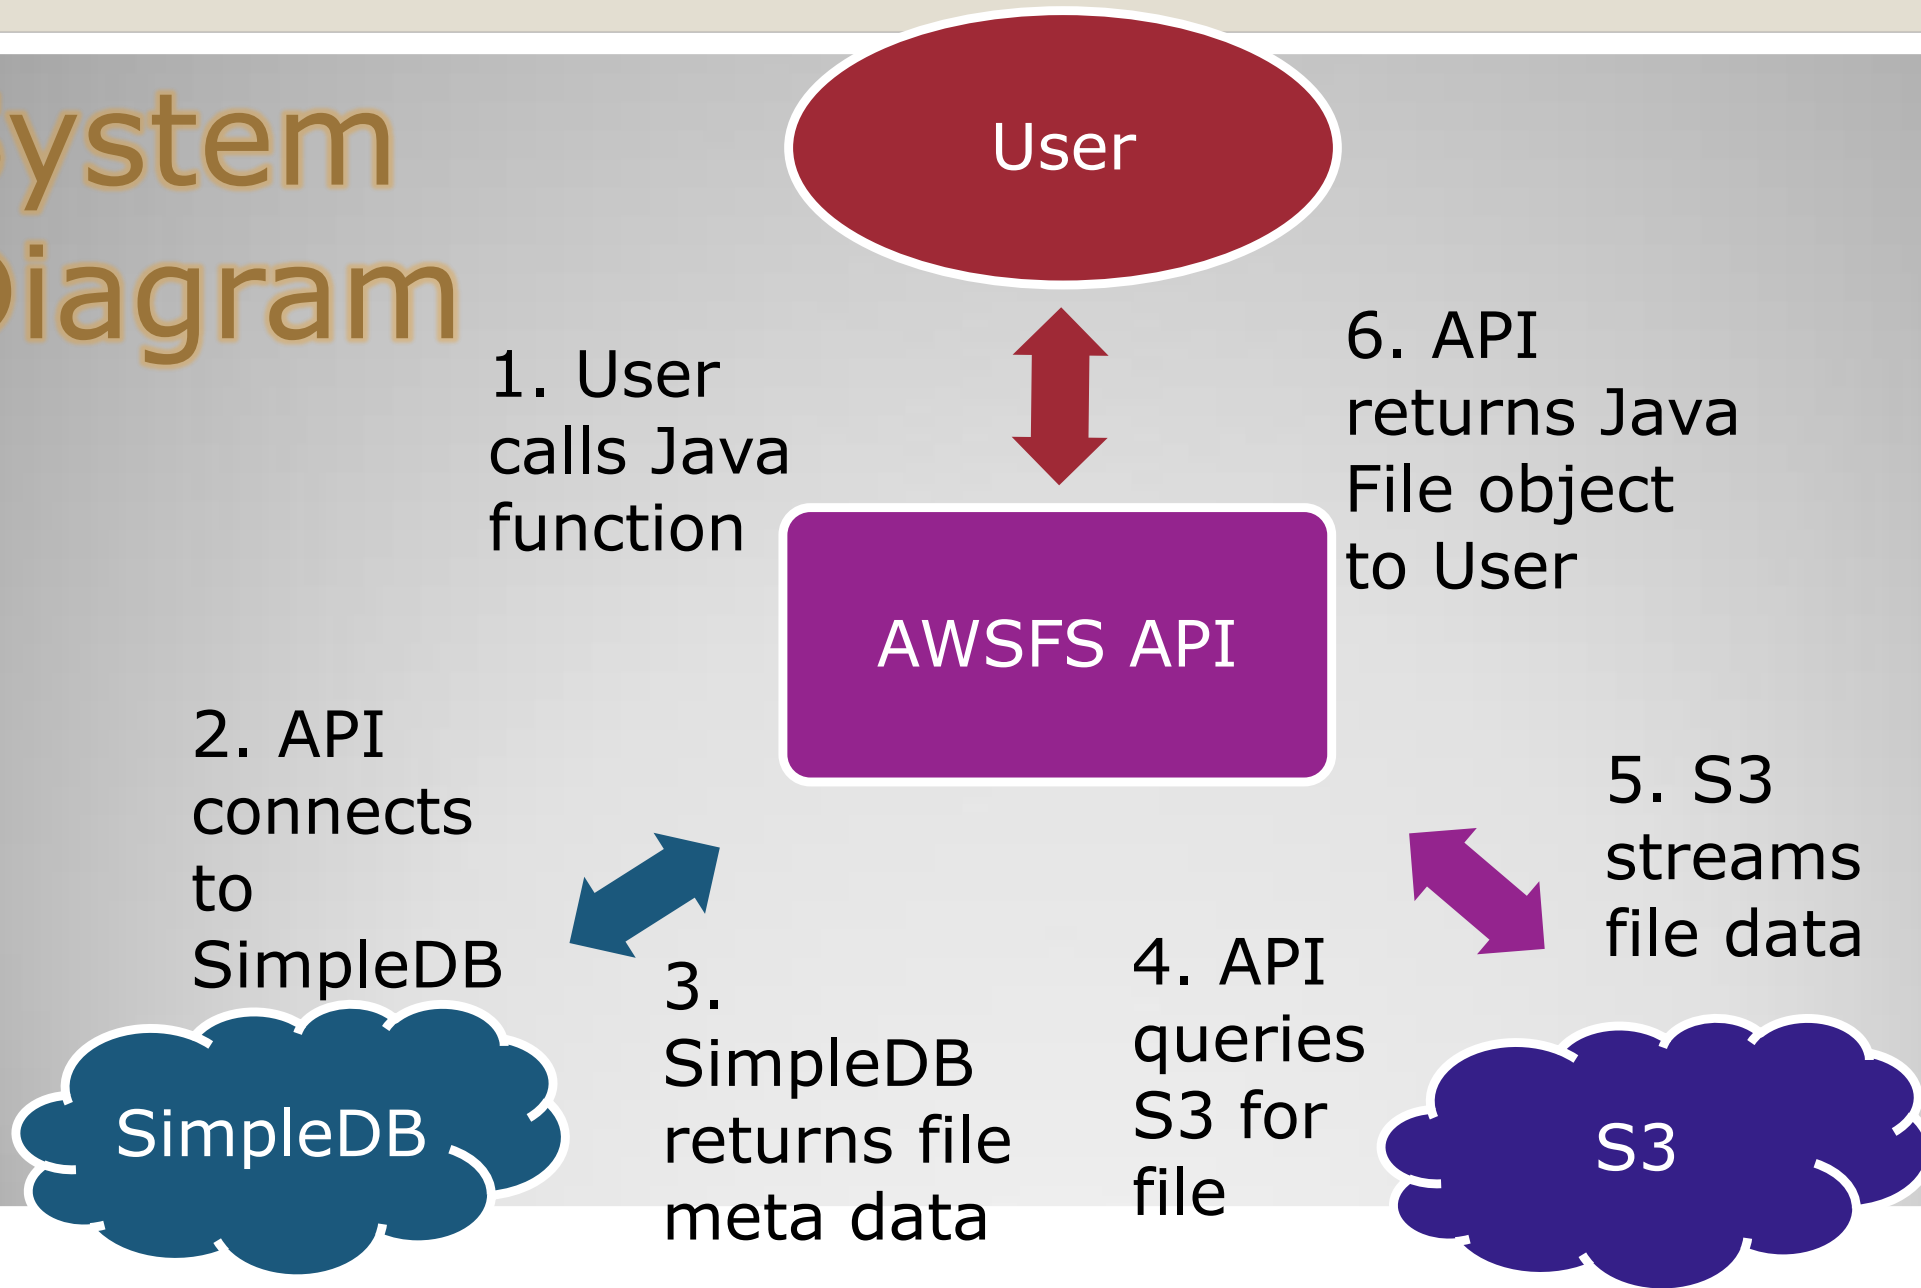 System
Diagram
User
1. User
calls Java
function
6. API
returns Java
File object
to User
AWSFS API
2. API
connects
to
SimpleDB
3.
SimpleDB
returns file
meta data
4. API
queries
S3 for
file
5. S3
streams
file data
SimpleDB
S3